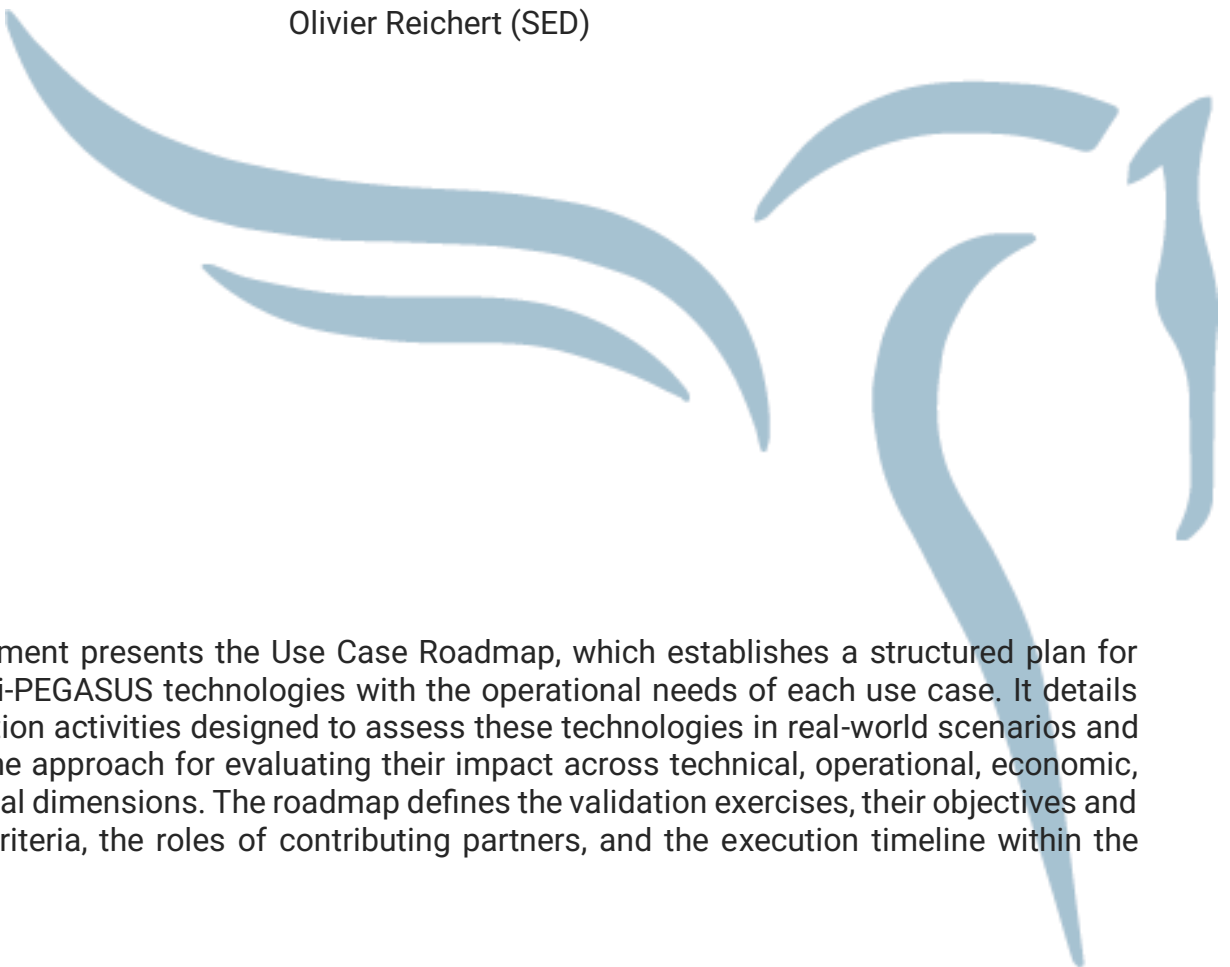 Olivier Reichert (SED)
ment presents the Use Case Roadmap, which establishes a structured plan for
i-PEGASUS technologies with the operational needs of each use case. It details
tion activities designed to assess these technologies in real-world scenarios and
ne approach for evaluating their impact across technical, operational, economic,
al dimensions. The roadmap defines the validation exercises, their objectives and
riteria, the roles of contributing partners, and the execution timeline within the